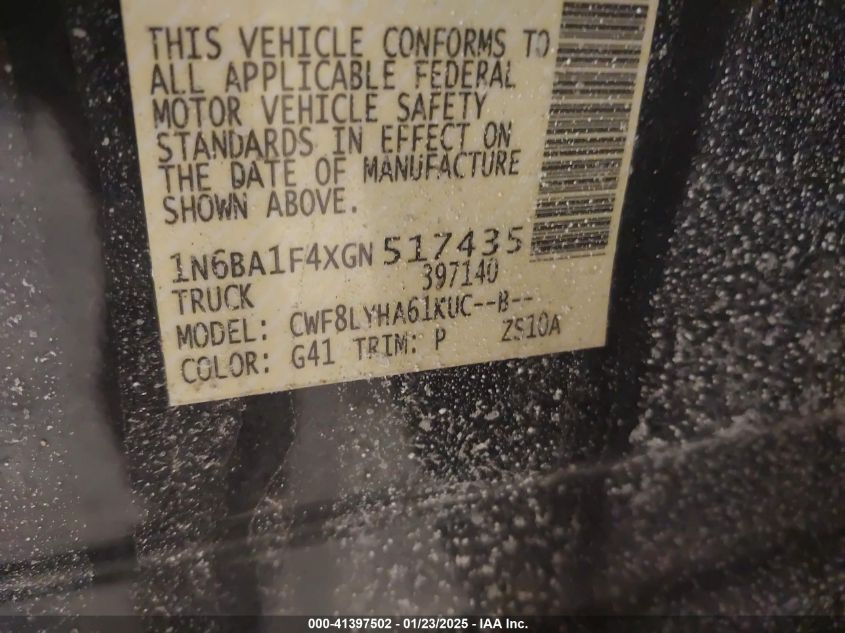 THIS VEHICLE CONFORMS TO
ALL APPLICABLE FEDERAL
MOTOR VEHICLE SAFETY
STANDARDS IN EFFECT ON
THE DATE OF MANUFACTURE
SHOWN ABOVE.
1N6BA1F4XGN517435
TRUCK 397140
MODEL: CWF8LYHA61KUC--B--
COLOR: G41 TRIM: P ZS10A
000-41397502 - 01/23/2025 - IAA Inc.